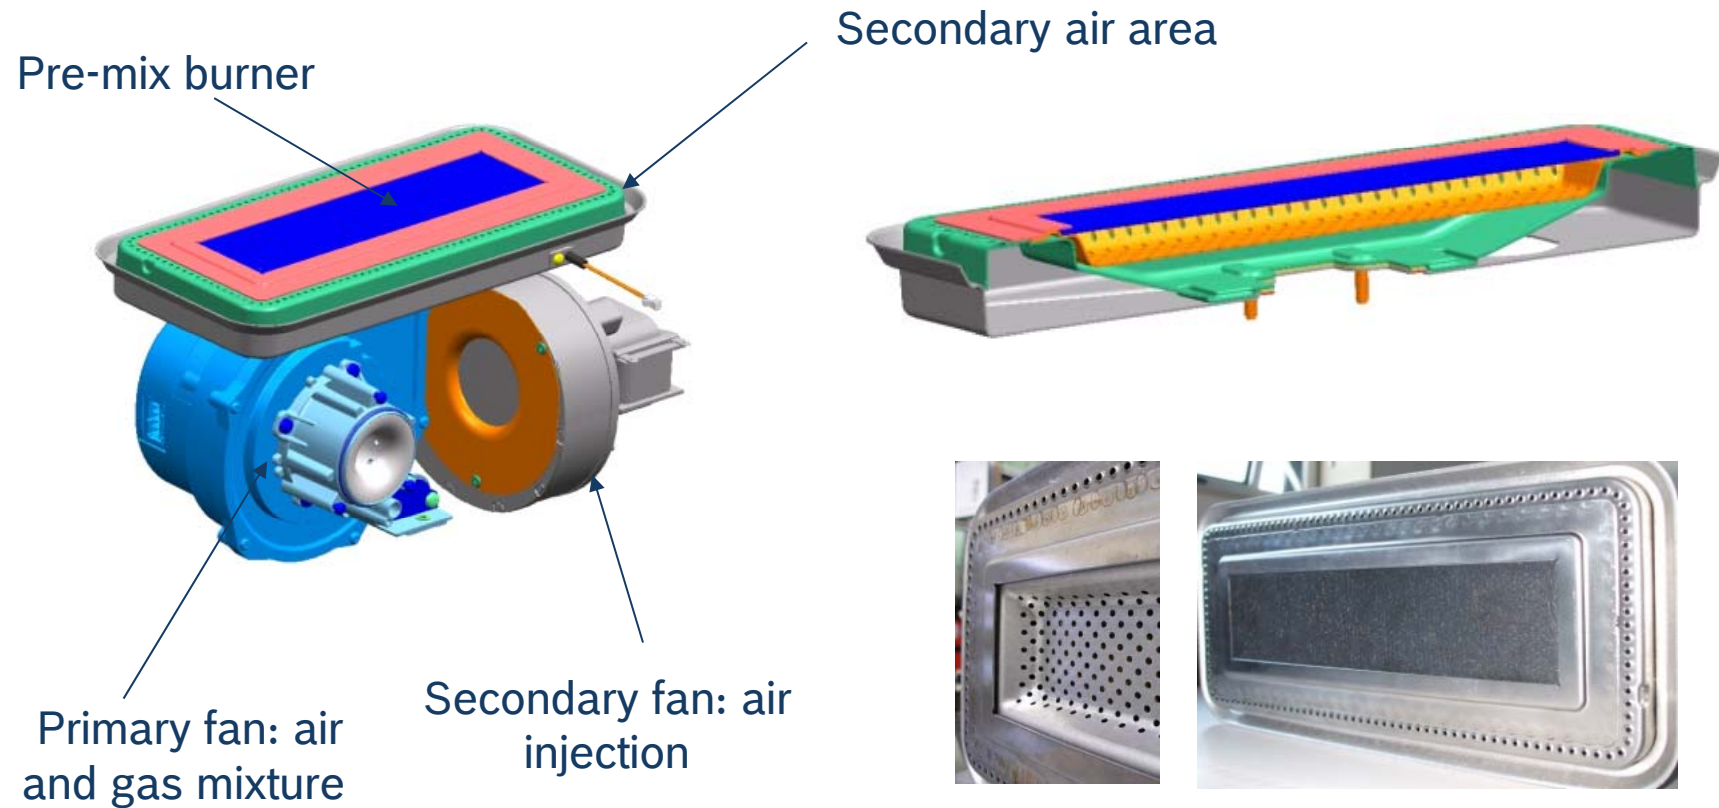 Secondary air area
Pre-mix burner
Primary fan: air
and gas mixture
Secondary fan: air
injection